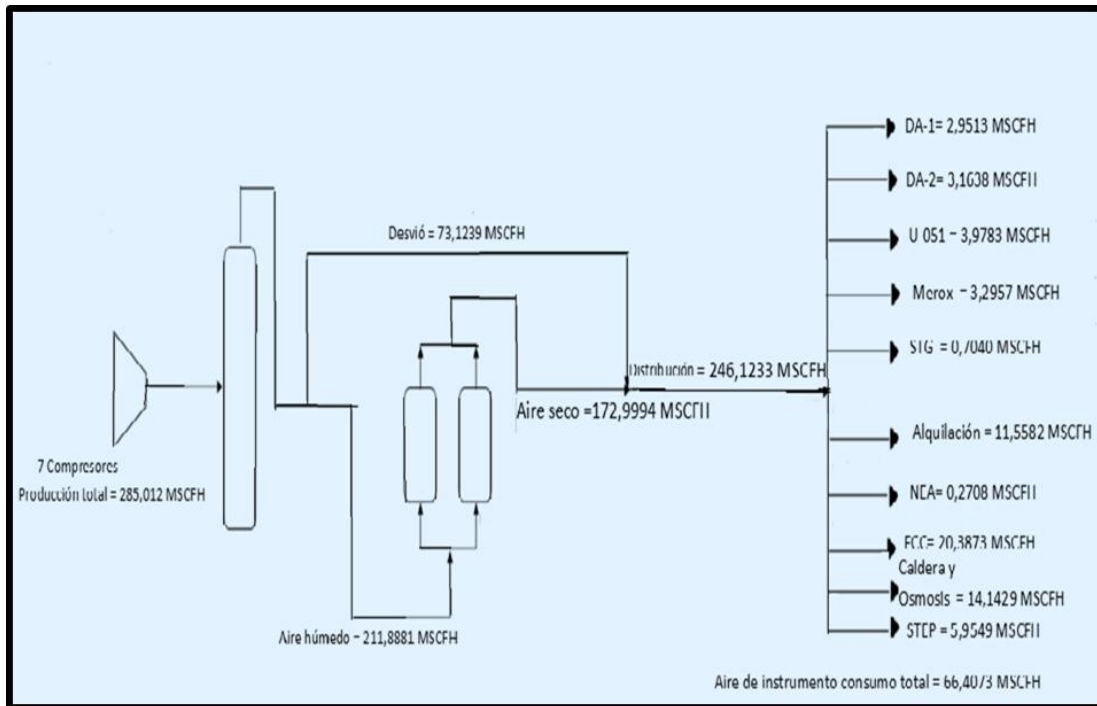 DA-1= 2,9513 MSCFH
DA-2= 3,1638 MSCFH
Desvió = 73,1239 MSCFH
U 051 = 3,9783 MSCFH
Merox = 3,2957 MSCFH
STG = 0,7040 MSCFH
Distribución = 246,1233 MSCFH
Aire seco =172,9994 MSCFH
Alquilación = 11,5582 MSCFH
7 Compresores
Producción total = 285,012 MSCFH
NEA= 0,2708 MSCFH
FCC= 20,3873 MSCFH
Caldera y
Osmosis = 14,1429 MSCFH
STEP = 5,9549 MSCFH
Aire húmedo = 211,8881 MSCFH
Aire de instrumento consumo total = 66,4073 MSCFH